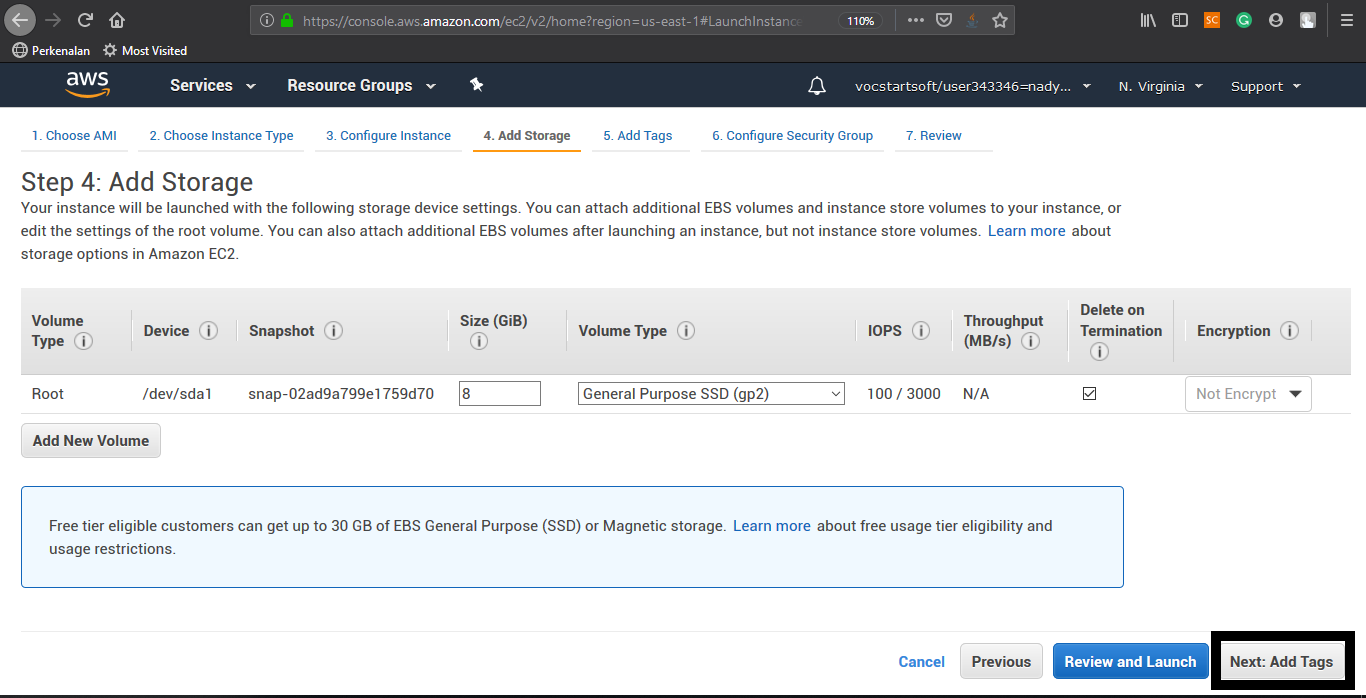 https://console.aws.amazon.com/ec2/v2/home?region=us-east-1#LaunchInstance
110%
SC
G
Perkenalan
Most Visited
aws
Services
Resource Groups
vocstartsoft/user343346=nady...
N. Virginia
Support
1. Choose AMI
2. Choose Instance Type
3. Configure Instance
4. Add Storage
5. Add Tags
6. Configure Security Group
7. Review
Step 4: Add Storage
Your instance will be launched with the following storage device settings. You can attach additional EBS volumes and instance store volumes to your instance, or
edit the settings of the root volume. You can also attach additional EBS volumes after launching an instance, but not instance store volumes. Learn more about
storage options in Amazon EC2.
Volume
Type
Device
Snapshot
Size (GiB)
Volume Type
IOPS
Throughput
(MB/s)
Delete on
Termination
Encryption
Root
/dev/sda1
snap-02ad9a799e1759d70
8
General Purpose SSD (gp2)
100 / 3000
N/A
Not Encrypt
Add New Volume
Free tier eligible customers can get up to 30 GB of EBS General Purpose (SSD) or Magnetic storage. Learn more about free usage tier eligibility and
usage restrictions.
Cancel
Previous
Review and Launch
Next: Add Tags